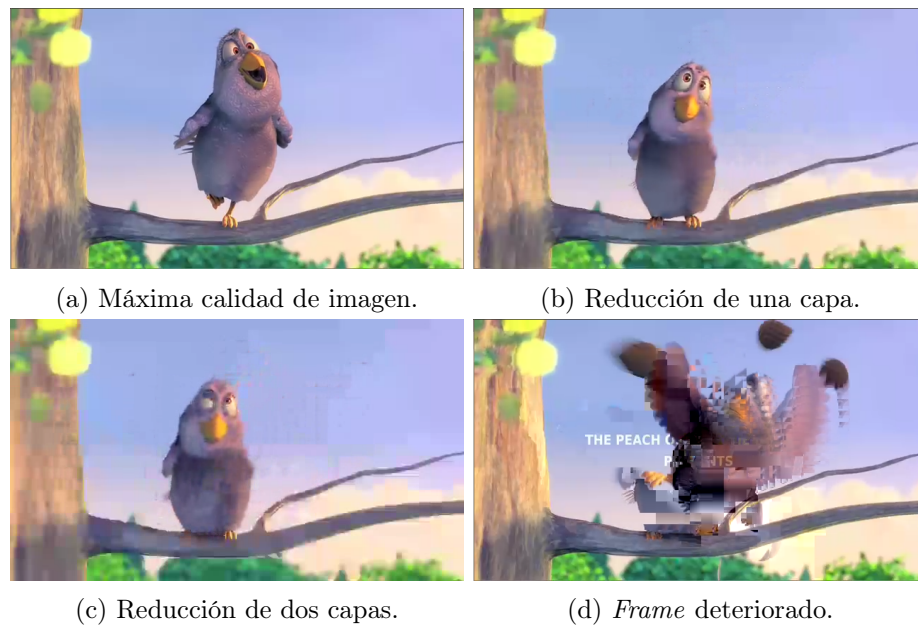 (a) Máxima calidad de imagen.
(b) Reducción de una capa.
THE PEACH
(c) Reducción de dos capas.
(d) Frame deteriorado.